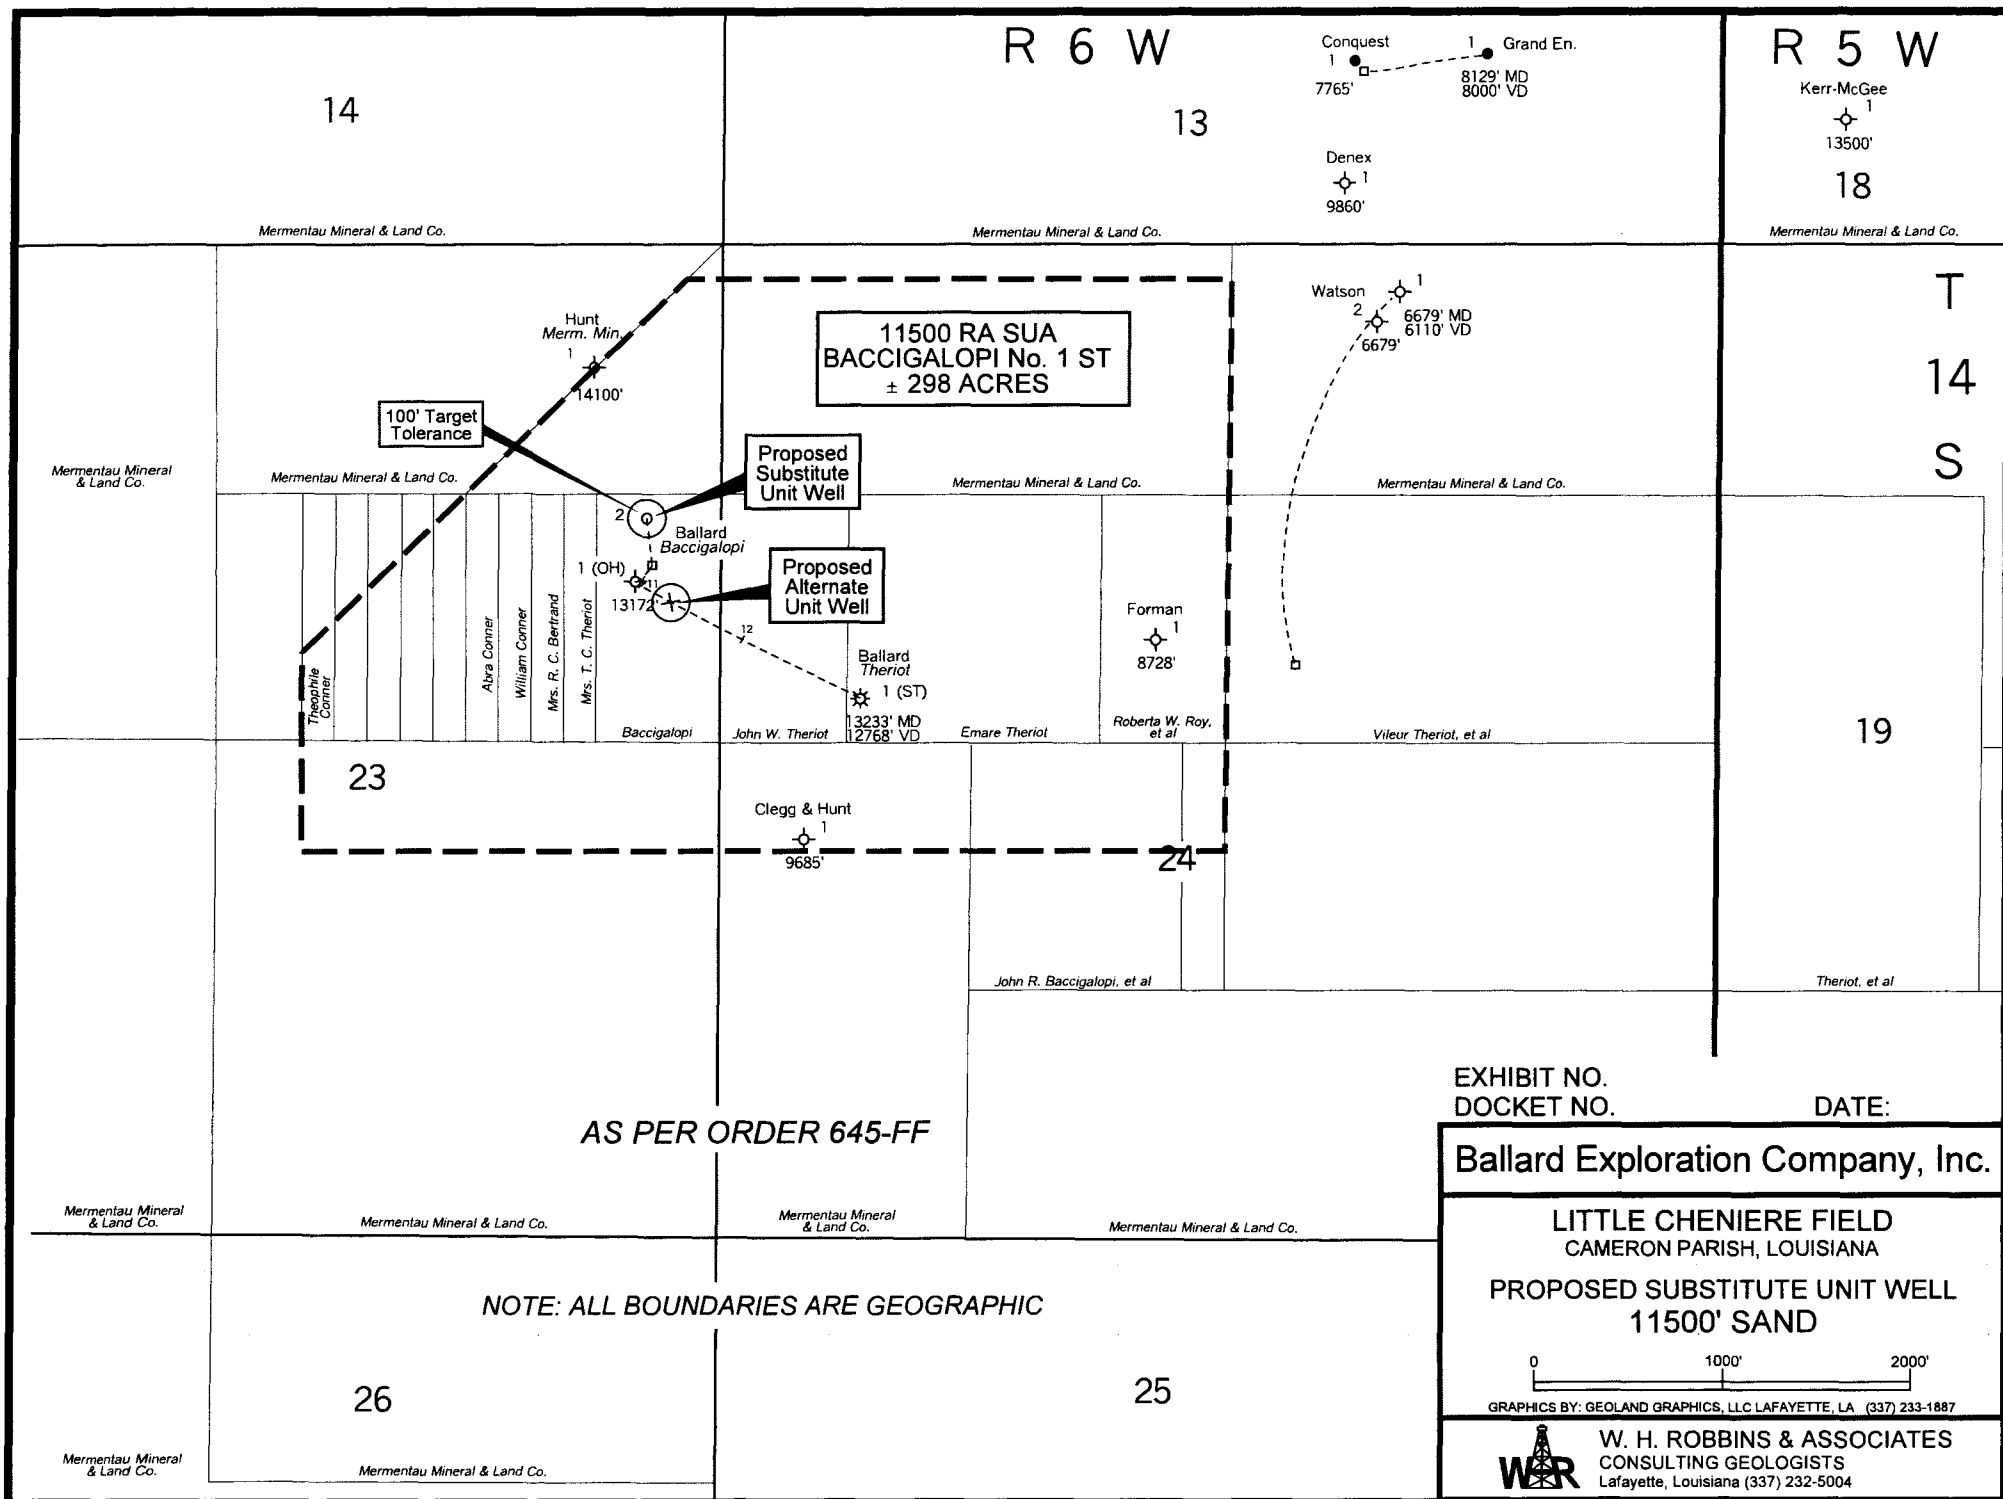 R 6 W
R 5 W
14
13
Conquest
1
7765'
1
Grand En.
8129' MD
8000' VD
Kerr-McGee
1
13500'
18
Denex
1
9860'
Mermentau Mineral & Land Co.
Mermentau Mineral & Land Co.
Mermentau Mineral & Land Co.
T
14
S
Hunt
Merm. Min.
1
14100'
11500 RA SUA
BACCIGALOPI No. 1 ST
± 298 ACRES
Watson
1
2
6679' MD
6110' VD
6679'
100' Target
Tolerance
Proposed
Substitute
Unit Well
Mermentau Mineral
& Land Co.
Mermentau Mineral & Land Co.
Mermentau Mineral & Land Co.
Mermentau Mineral & Land Co.
2
Ballard
Baccigalopi
1 (OH)
11
13172'
Proposed
Alternate
Unit Well
12
Forman
1
8728'
Ballard
Theriot
1 (ST)
13233' MD
12768' VD
Theophile
Conner
Abra Conner
William Conner
Mrs. R. C. Bertrand
Mrs. T. C. Theriot
Baccigalopi
John W. Theriot
Emare Theriot
Roberta W. Roy,
et al
Vileur Theriot, et al
19
23
Clegg & Hunt
1
9685'
24
John R. Baccigalopi, et al
Theriot, et al
AS PER ORDER 645-FF
EXHIBIT NO.
DOCKET NO.
DATE:
Ballard Exploration Company, Inc.
Mermentau Mineral
& Land Co.
Mermentau Mineral & Land Co.
Mermentau Mineral
& Land Co.
Mermentau Mineral & Land Co.
LITTLE CHENIERE FIELD
CAMERON PARISH, LOUISIANA
PROPOSED SUBSTITUTE UNIT WELL
11500' SAND
NOTE: ALL BOUNDARIES ARE GEOGRAPHIC
0 1000' 2000'
GRAPHICS BY: GEOLAND GRAPHICS, LLC LAFAYETTE, LA (337) 233-1887
26
25
W. H. ROBBINS & ASSOCIATES
CONSULTING GEOLOGISTS
Lafayette, Louisiana (337) 232-5004
WR
Mermentau Mineral
& Land Co.
Mermentau Mineral & Land Co.